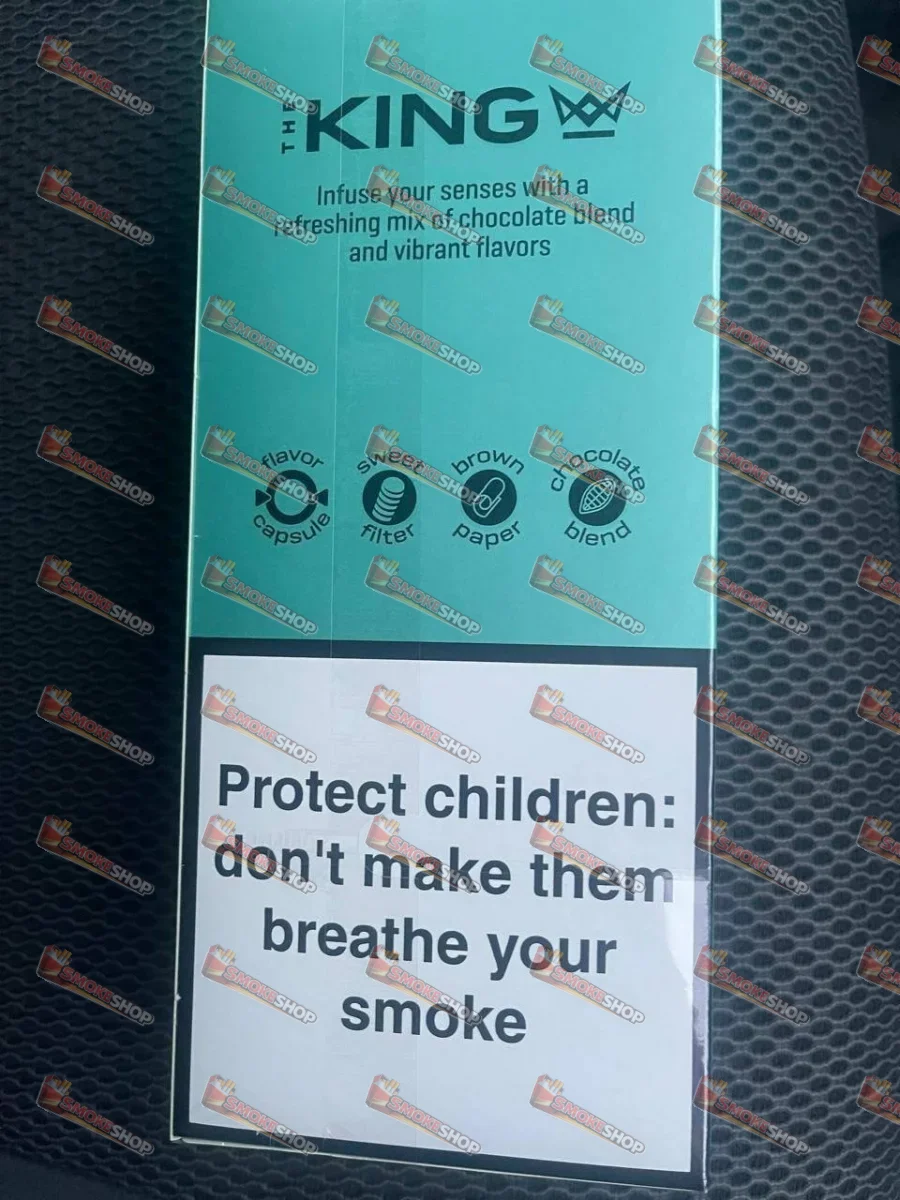 THE KING
Infuse your senses with a
refreshing mix of chocolate blend
and vibrant flavors
flavor
capsule
sweet
filter
brown
paper
chocolate
blend
Protect children:
don't make them
breathe your
smoke
SMOKESHOP